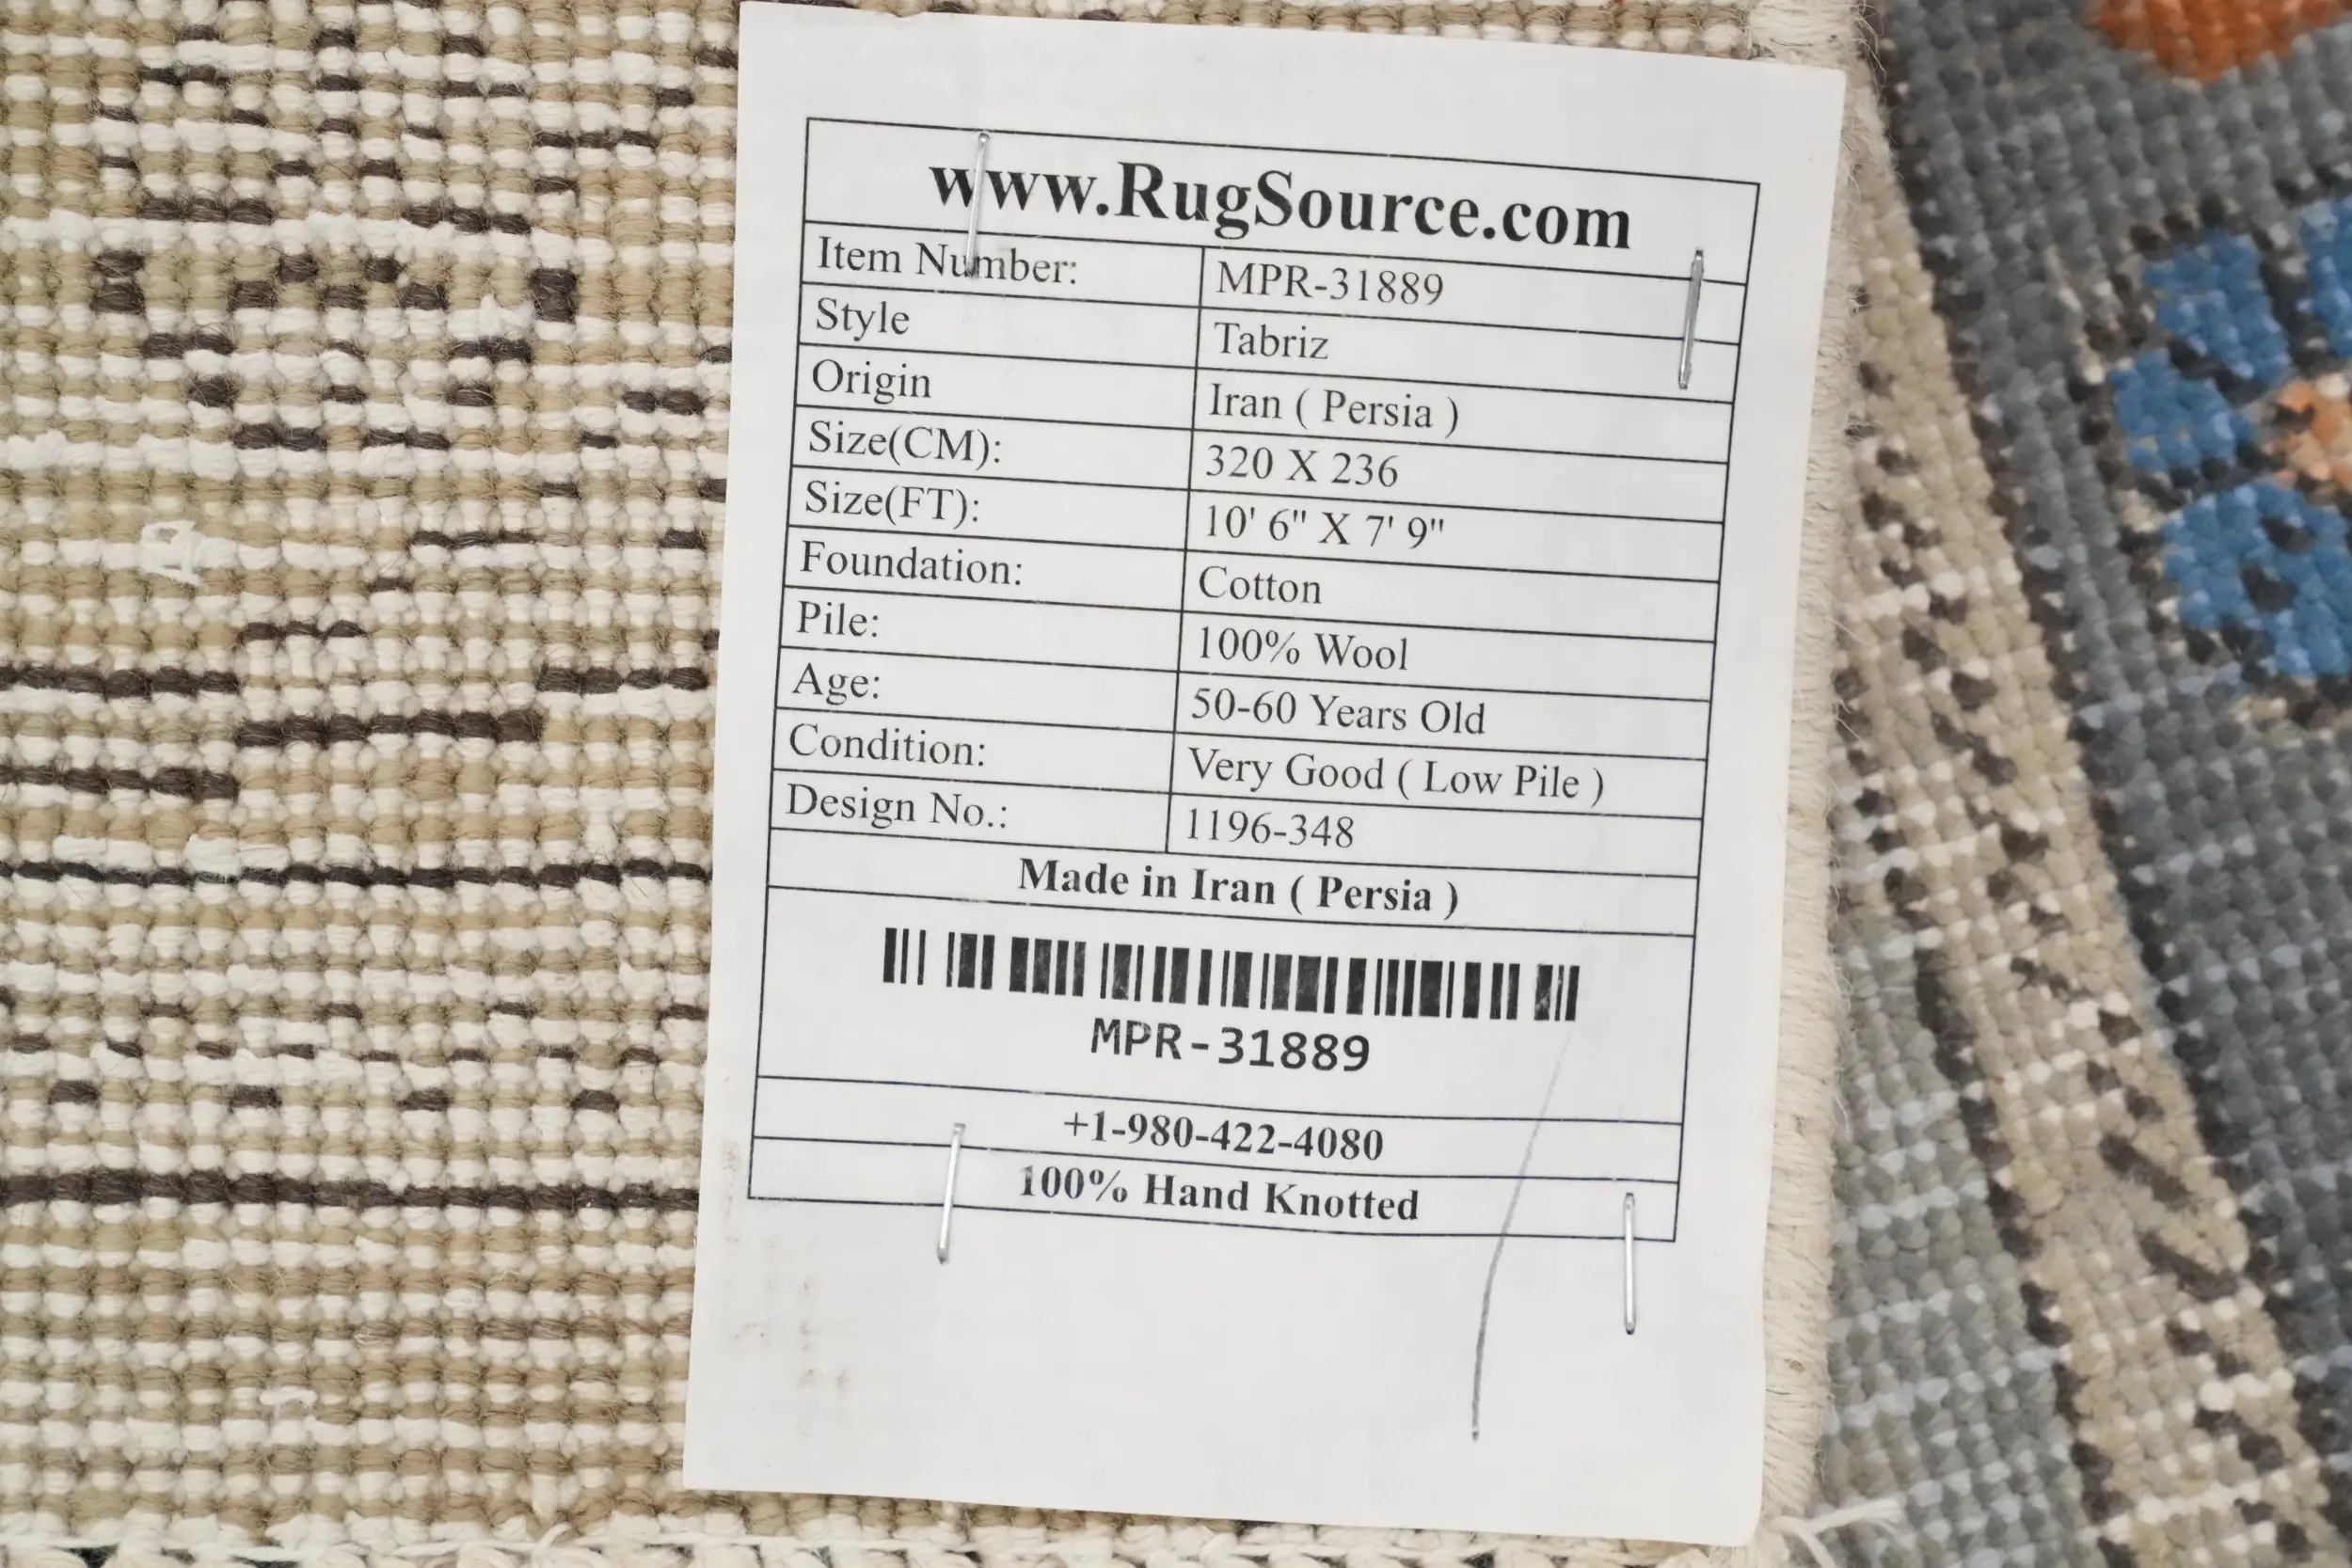 www.RugSource.com
Item Number: MPR-31889
Style Tabriz
Origin Iran ( Persia )
Size(CM): 320 X 236
Size(FT): 10' 6" X 7' 9"
Foundation: Cotton
Pile: 100% Wool
Age: 50-60 Years Old
Condition: Very Good ( Low Pile )
Design No.: 1196-348
Made in Iran ( Persia )
MPR-31889
+1-980-422-4080
100% Hand Knotted